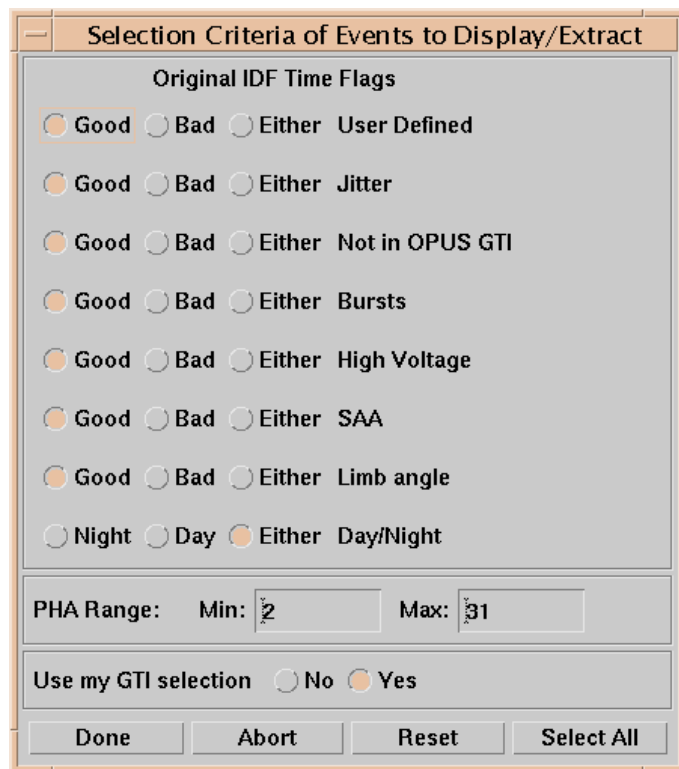 Selection Criteria of Events to Display/Extract
Original IDF Time Flags
Good Bad Either User Defined
Good Bad Either Jitter
Good Bad Either Not in OPUS GTI
Good Bad Either Bursts
Good Bad Either High Voltage
Good Bad Either SAA
Good Bad Either Limb angle
Night Day Either Day/Night
PHA Range: Min: 2 Max: 31
Use my GTI selection No Yes
Done Abort Reset Select All